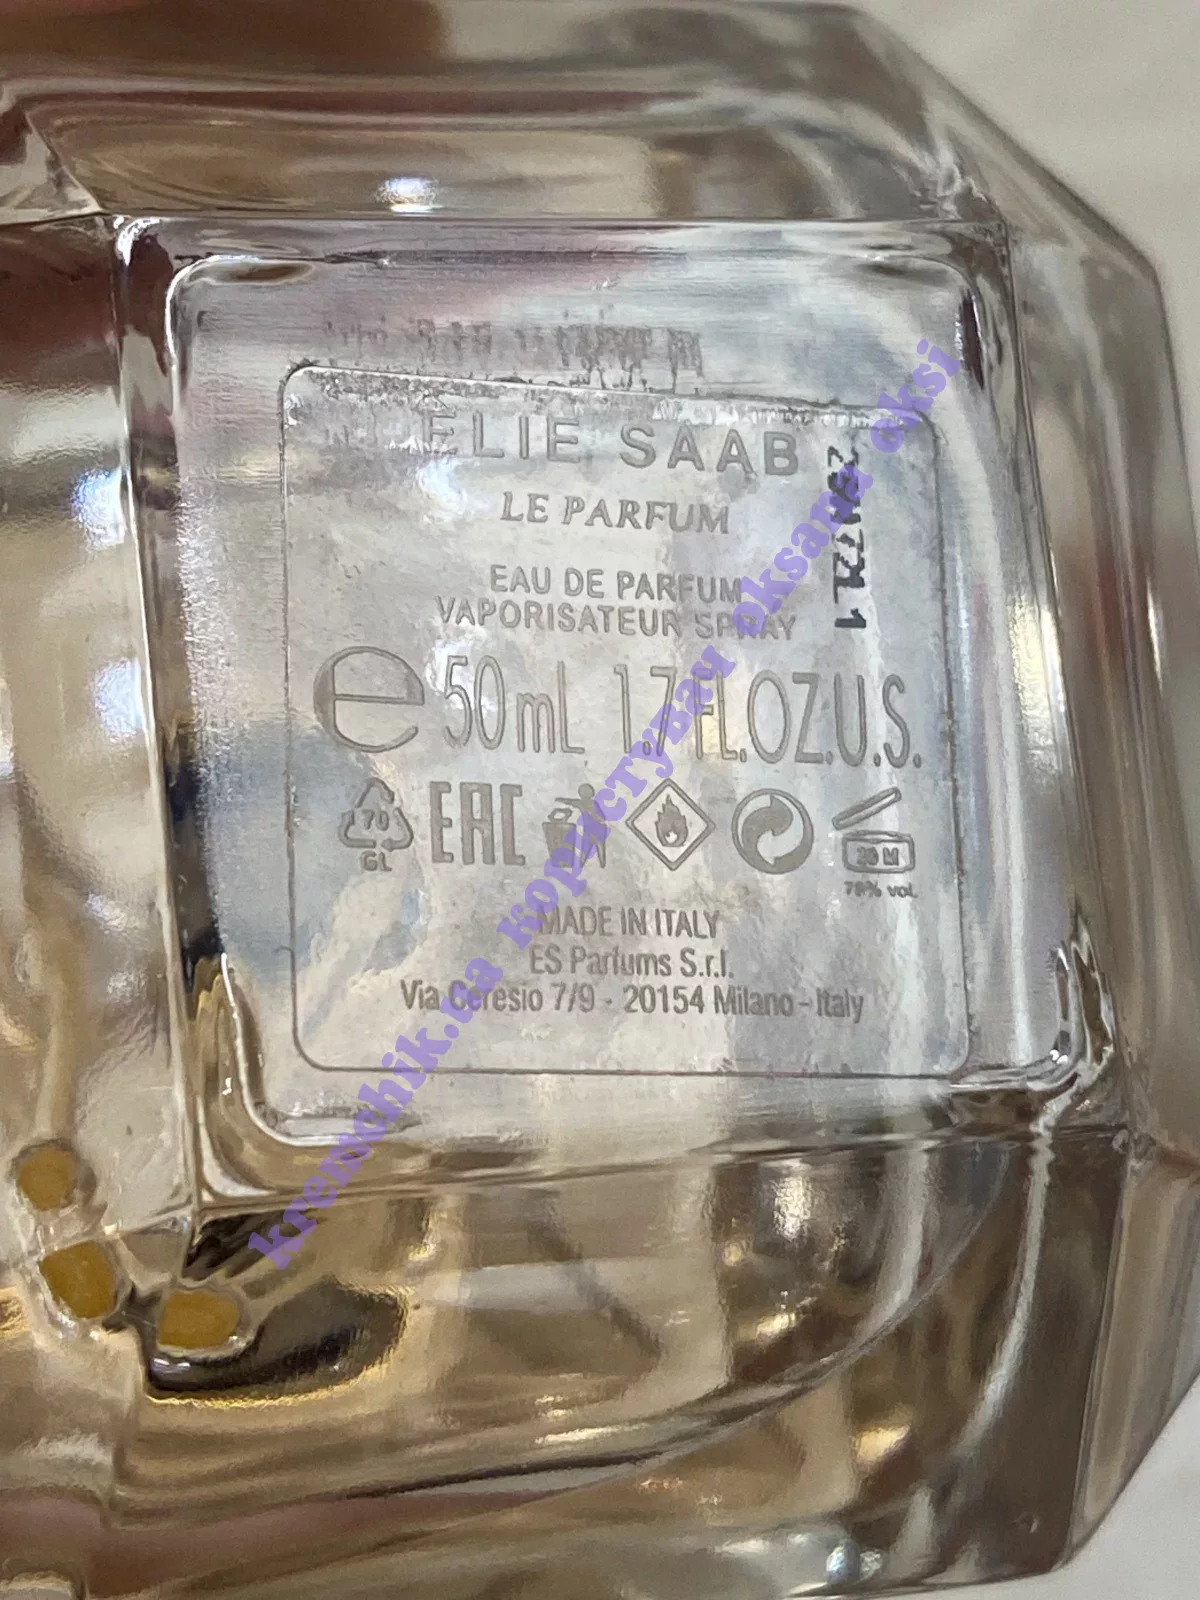 ELIE SAAB
LE PARFUM
EAU DE PARFUM
VAPORISATEUR SPRAY
e 50 mL 1.7 FL.OZ.U.S.
70
GL
EAC
78% vol.
MADE IN ITALY
ES Parfums S.r.l.
Via Ceresio 7/9 - 20154 Milano - Italy
kremchik.ua користувач oksana oksi